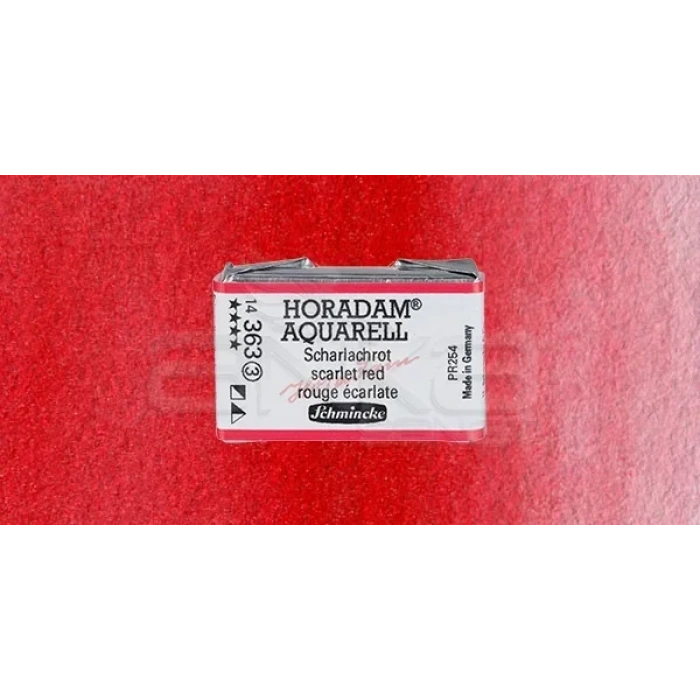 HORADAM®
AQUARELL
Scharlachrot
scarlet red
rouge écarlate
Schmincke
14 363 3
★★★★
PR254
Made in Germany